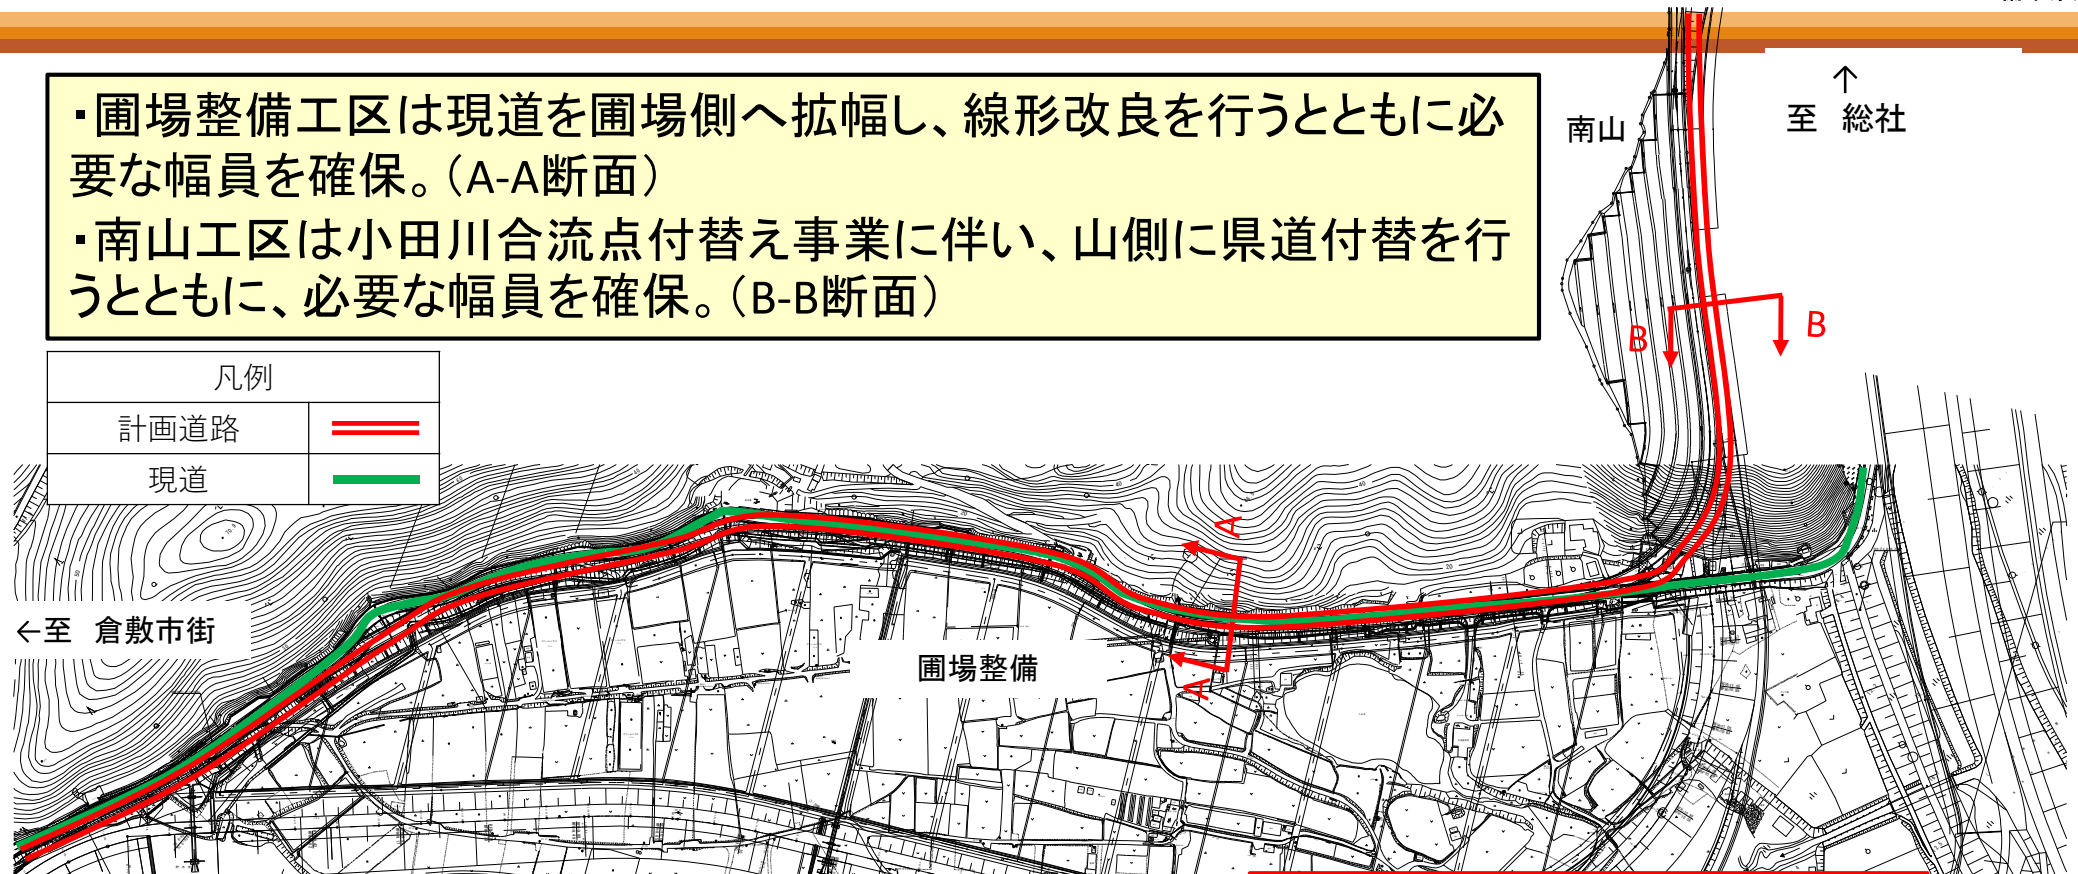 ・圃場整備工区は現道を圃場側へ拡幅し、線形改良を行うとともに必
要な幅員を確保。（A-A断面）
・南山工区は小田川合流点付替え事業に伴い、山側に県道付替を行
うとともに、必要な幅員を確保。（B-B断面）
南山
↑
至　総社
B
B
凡例
計画道路
現道
A
←至　倉敷市街
圃場整備
A